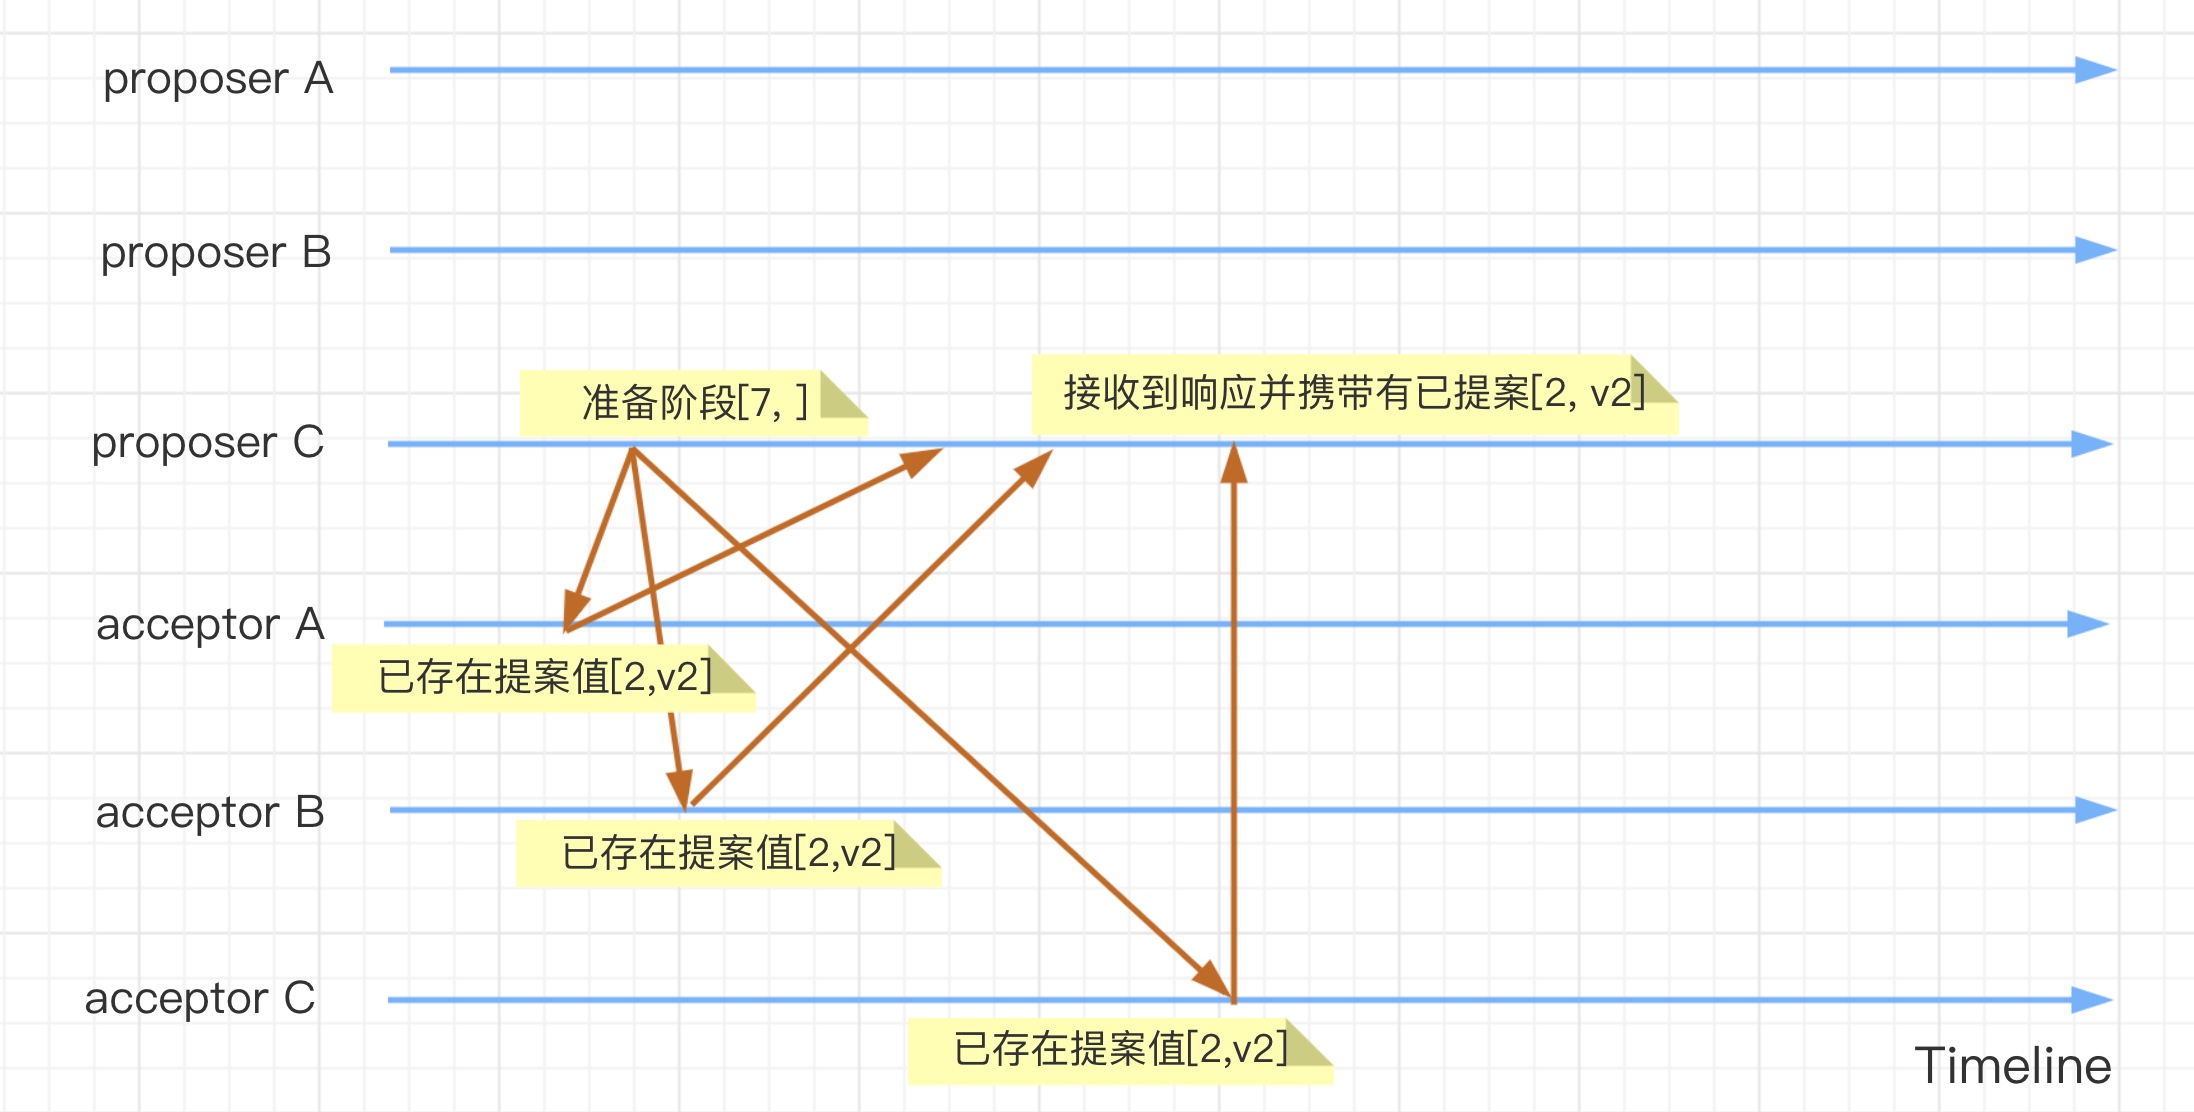 proposer A
proposer B
准备阶段[7, ]
接收到响应并携带有已提案[2, v2]
proposer C
acceptor A
已存在提案值[2,v2]
acceptor B
已存在提案值[2,v2]
acceptor C
已存在提案值[2,v2]
Timeline